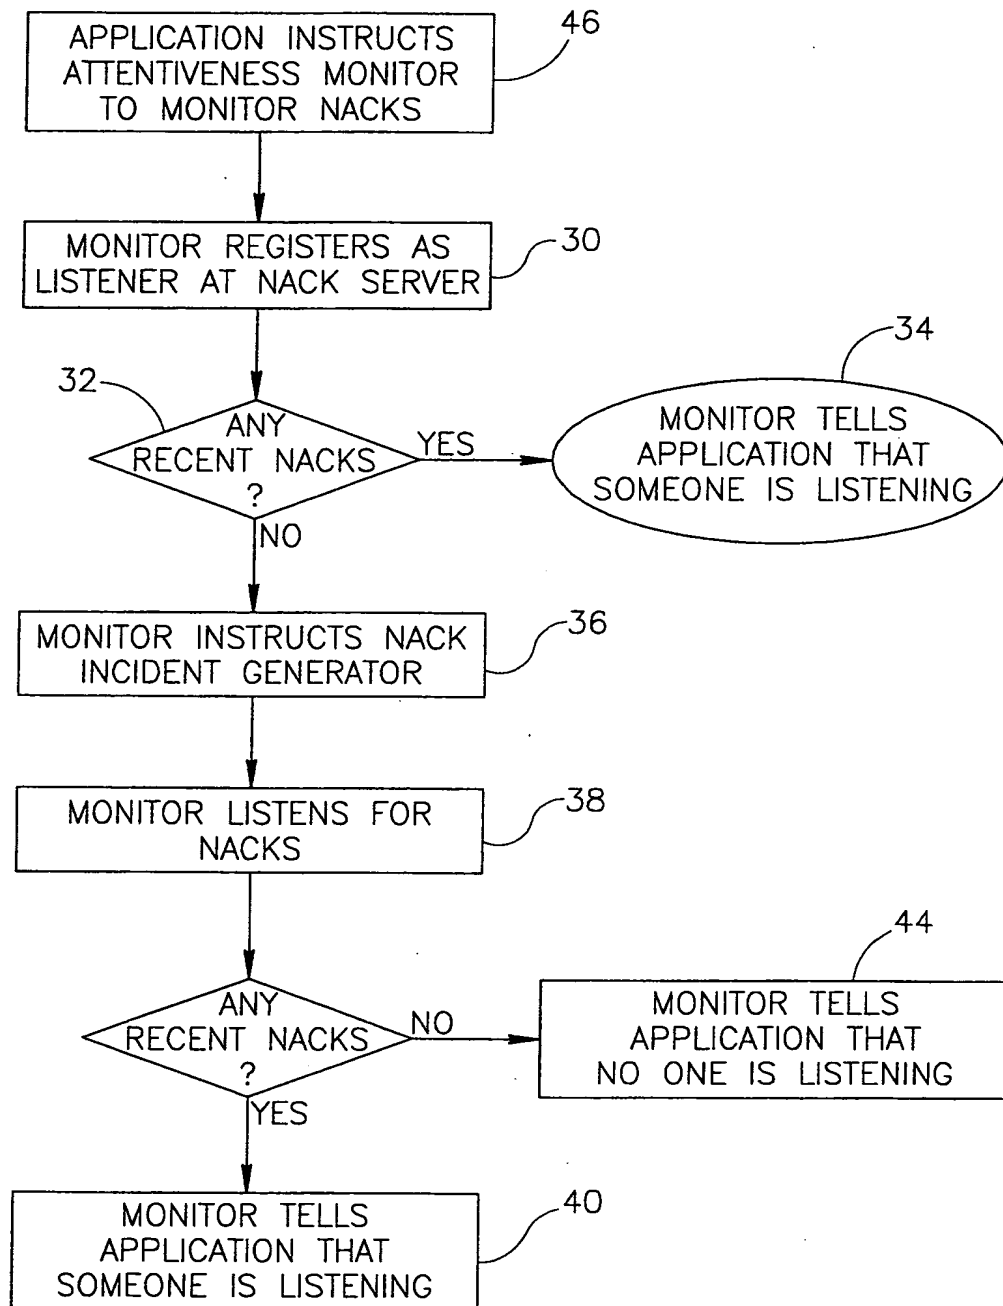 APPLICATION INSTRUCTS
ATTENTIVENESS MONITOR
TO MONITOR NACKS
46
MONITOR REGISTERS AS
LISTENER AT NACK SERVER
30
32
ANY
RECENT NACKS
?
YES
NO
34
MONITOR TELLS
APPLICATION THAT
SOMEONE IS LISTENING
MONITOR INSTRUCTS NACK
INCIDENT GENERATOR
36
MONITOR LISTENS FOR
NACKS
38
ANY
RECENT NACKS
?
NO
YES
44
MONITOR TELLS
APPLICATION THAT
NO ONE IS LISTENING
MONITOR TELLS
APPLICATION THAT
SOMEONE IS LISTENING
40